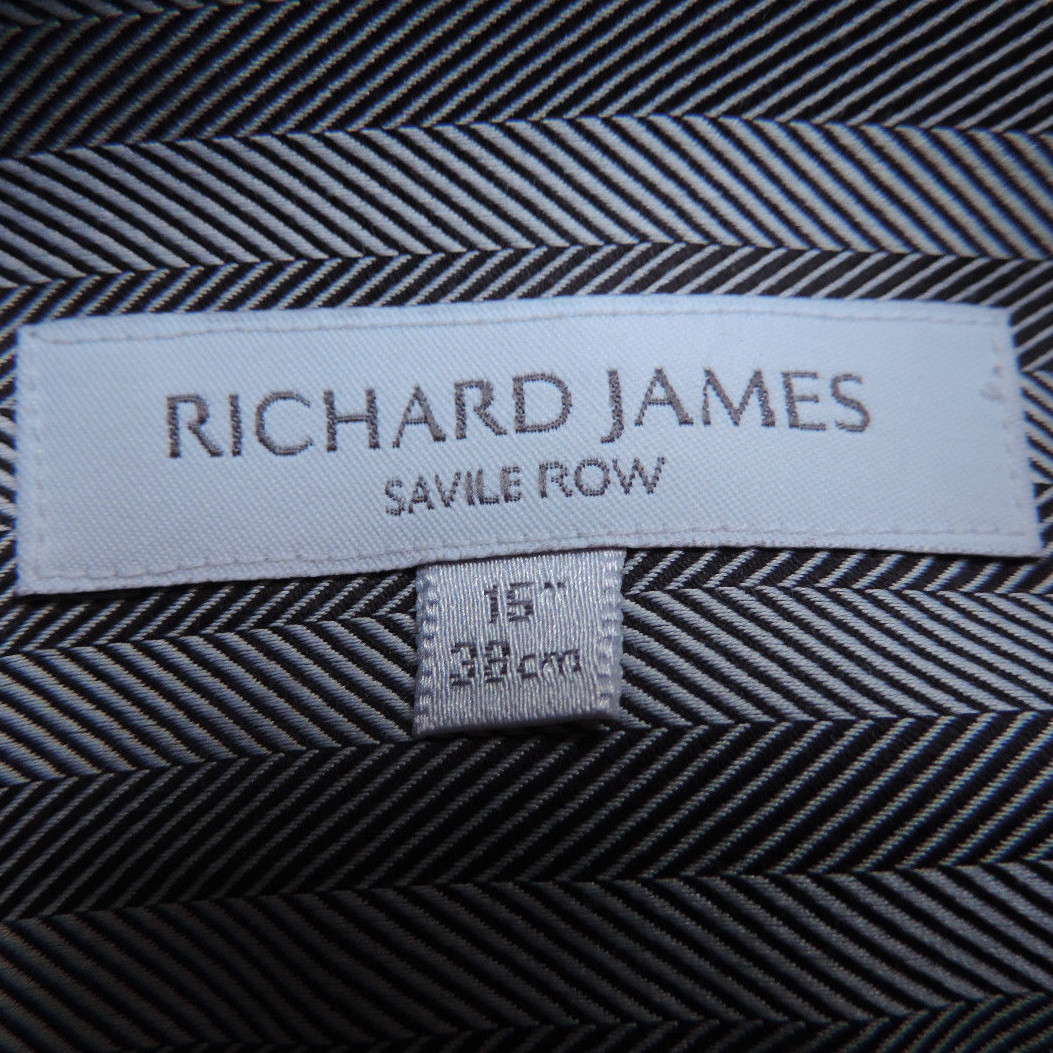 RICHARD JAMES
SAVILE ROW
15"
38cm